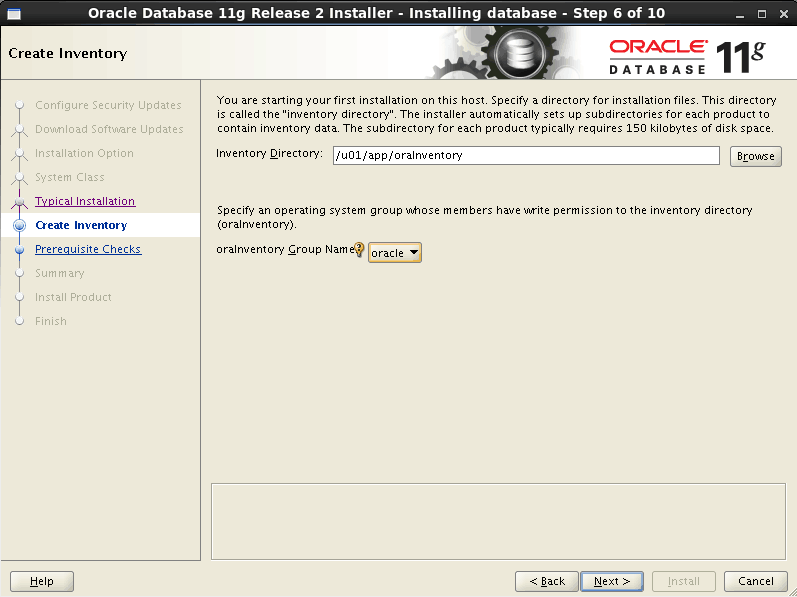 Oracle Database 11g Release 2 Installer - Installing database - Step 6 of 10
Create Inventory
ORACLE
DATABASE
11g
Configure Security Updates
Download Software Updates
Installation Option
System Class
Typical Installation
Create Inventory
Prerequisite Checks
Summary
Install Product
Finish
You are starting your first installation on this host. Specify a directory for installation files. This directory
is called the "inventory directory". The installer automatically sets up subdirectories for each product to
contain inventory data. The subdirectory for each product typically requires 150 kilobytes of disk space.
Inventory Directory: /u01/app/oraInventory Browse
Specify an operating system group whose members have write permission to the inventory directory
(oraInventory).
oraInventory Group Name oracle
Help < Back Next > Install Cancel